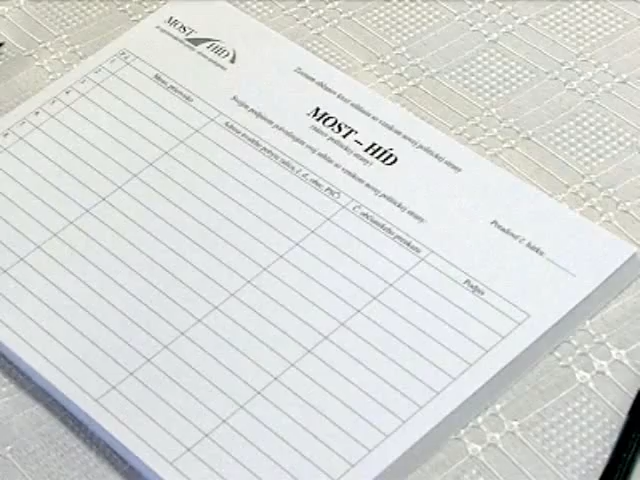 MOST HÍD
Zoznam občanov, ktorí súhlasia so vznikom novej politickej strany
MOST – HÍD
(názov politickej strany)
Svojím podpisom potvrdzujem svoj súhlas so vznikom novej politickej strany
Poradové č. hárku:
P.č. Meno, priezvisko Adresa trvalého pobytu (ulica, č. d., obec, PSČ) Č. občianskeho preukazu Podpis